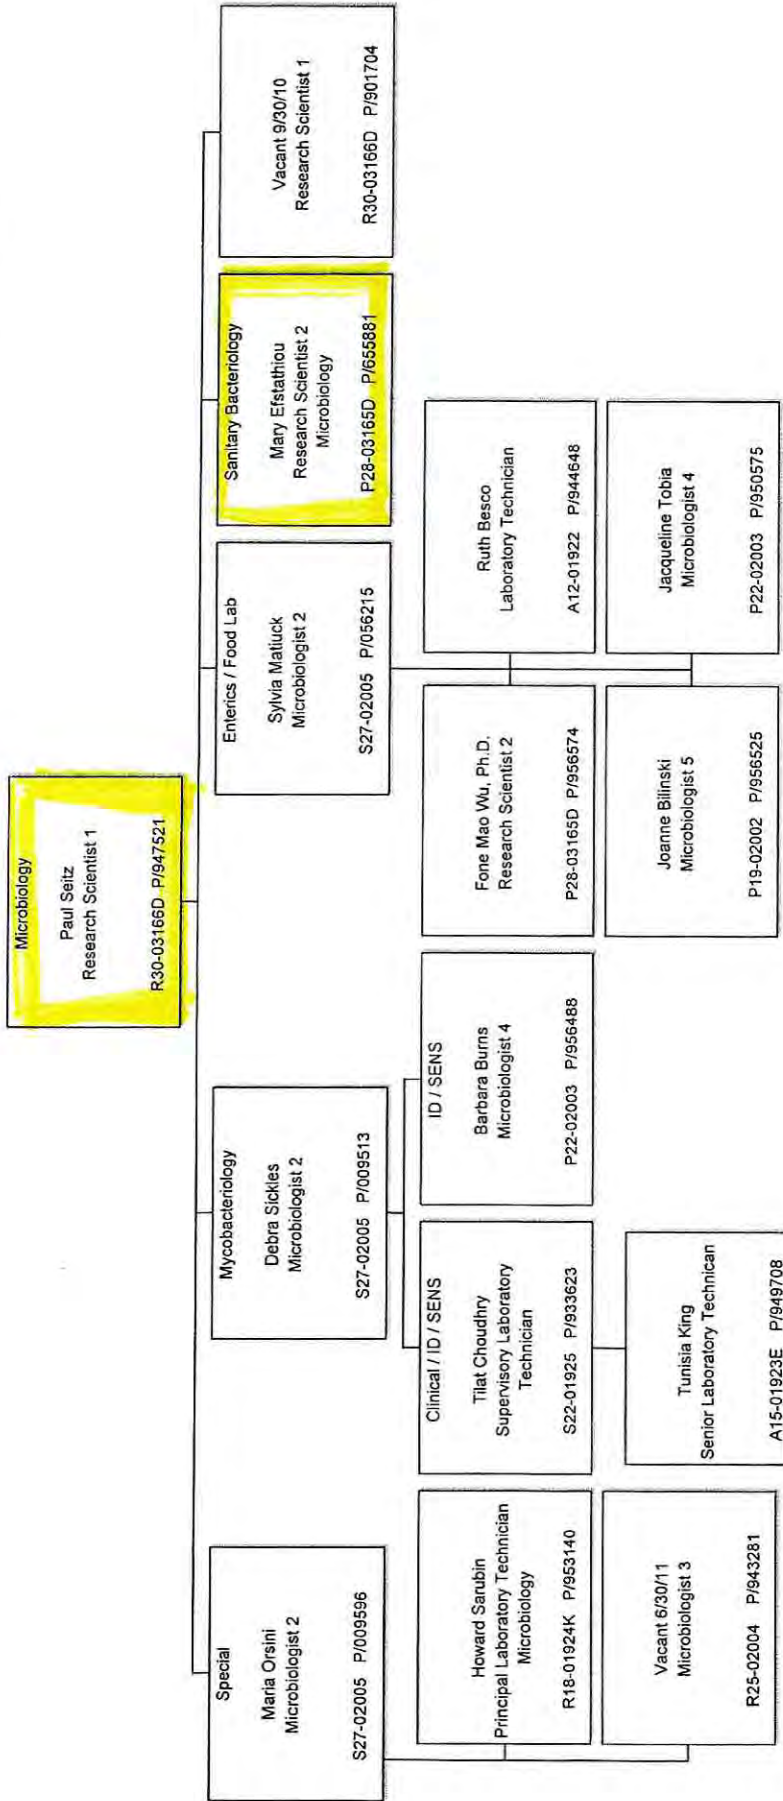 Microbiology
Paul Seitz
Research Scientist 1
R30-03166D P/947521
Special
Maria Orsini
Microbiologist 2
S27-02005 P/009596
Mycobacteriology
Debra Sickles
Microbiologist 2
S27-02005 P/009513
Enterics / Food Lab
Sylvia Matiuck
Microbiologist 2
S27-02005 P/056215
Sanitary Bacteriology
Mary Efstathiou
Research Scientist 2
Microbiology
P28-03165D P/655881
Vacant 9/30/10
Research Scientist 1
R30-03166D P/901704
Howard Sarubin
Principal Laboratory Technician
Microbiology
R18-01924K P/953140
Clinical / ID / SENS
Tilat Choudhry
Supervisory Laboratory
Technician
S22-01925 P/933623
ID / SENS
Barbara Burns
Microbiologist 4
P22-02003 P/956488
Fone Mao Wu, Ph.D.
Research Scientist 2
P28-03165D P/956574
Ruth Besco
Laboratory Technician
A12-01922 P/944648
Vacant 6/30/11
Microbiologist 3
R25-02004 P/943281
Tunisia King
Senior Laboratory Technican
A15-01923E P/949708
Joanne Bilinski
Microbiologist 5
P19-02002 P/956525
Jacqueline Tobia
Microbiologist 4
P22-02003 P/950575